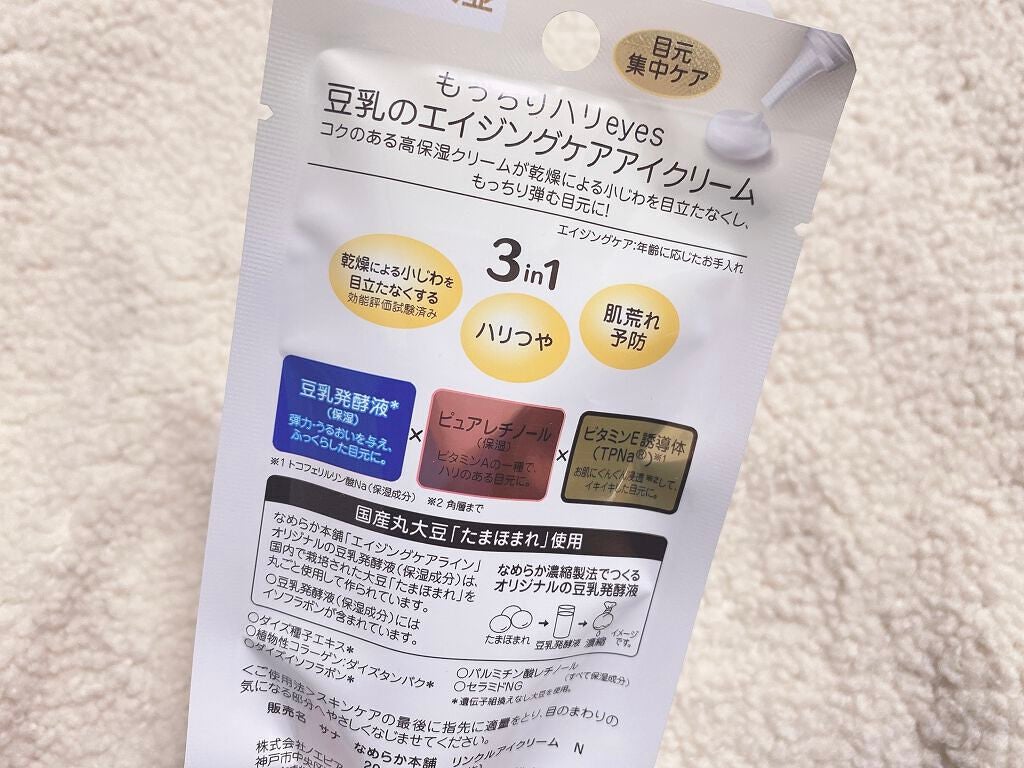 目元
集中ケア
もっちりハリeyes
豆乳のエイジングケアアイクリーム
コクのある高保湿クリームが乾燥による小じわを目立たなくし、
もっちり弾む目元に!
エイジングケア:年齢に応じたお手入れ
3in1
乾燥による小じわを
目立たなくする
効能評価試験済み
ハリつや
肌荒れ
予防
豆乳発酵液*
(保湿)
弾力・うるおいを与え、
ふっくらした目元に。
×
ピュアレチノール
(保湿)
ビタミンAの一種で、
ハリのある目元に。
×
ビタミンE誘導体
(TPNa®)※1
お肌にぐんぐん浸透※2して、
イキイキした目元に。
※1 トコフェリルリン酸Na(保湿成分) ※2 角層まで
国産丸大豆「たまほまれ」使用
なめらか本舗「エイジングケアライン」
オリジナルの豆乳発酵液(保湿成分)は、
国内で栽培された大豆「たまほまれ」を
丸ごと使用して作られています。
○豆乳発酵液(保湿成分)には
イソフラボンが含まれています。
なめらか濃縮製法でつくる
オリジナルの豆乳発酵液
たまほまれ
豆乳発酵液
濃縮
イメージ
です。
○ダイズ種子エキス*
○植物性コラーゲン:ダイズタンパク*
○ダイズイソフラボン*
○パルミチン酸レチノール
○セラミドNG
(すべて保湿成分)
*遺伝子組換えなし大豆を使用。
<ご使用法>スキンケアの最後に指先に適量をとり、目のまわりの
気になる部分へやさしくなじませてください。
販売名 サナ なめらか本舗 リンクルアイクリーム N
株式会社ノエビア
神戸市中央区